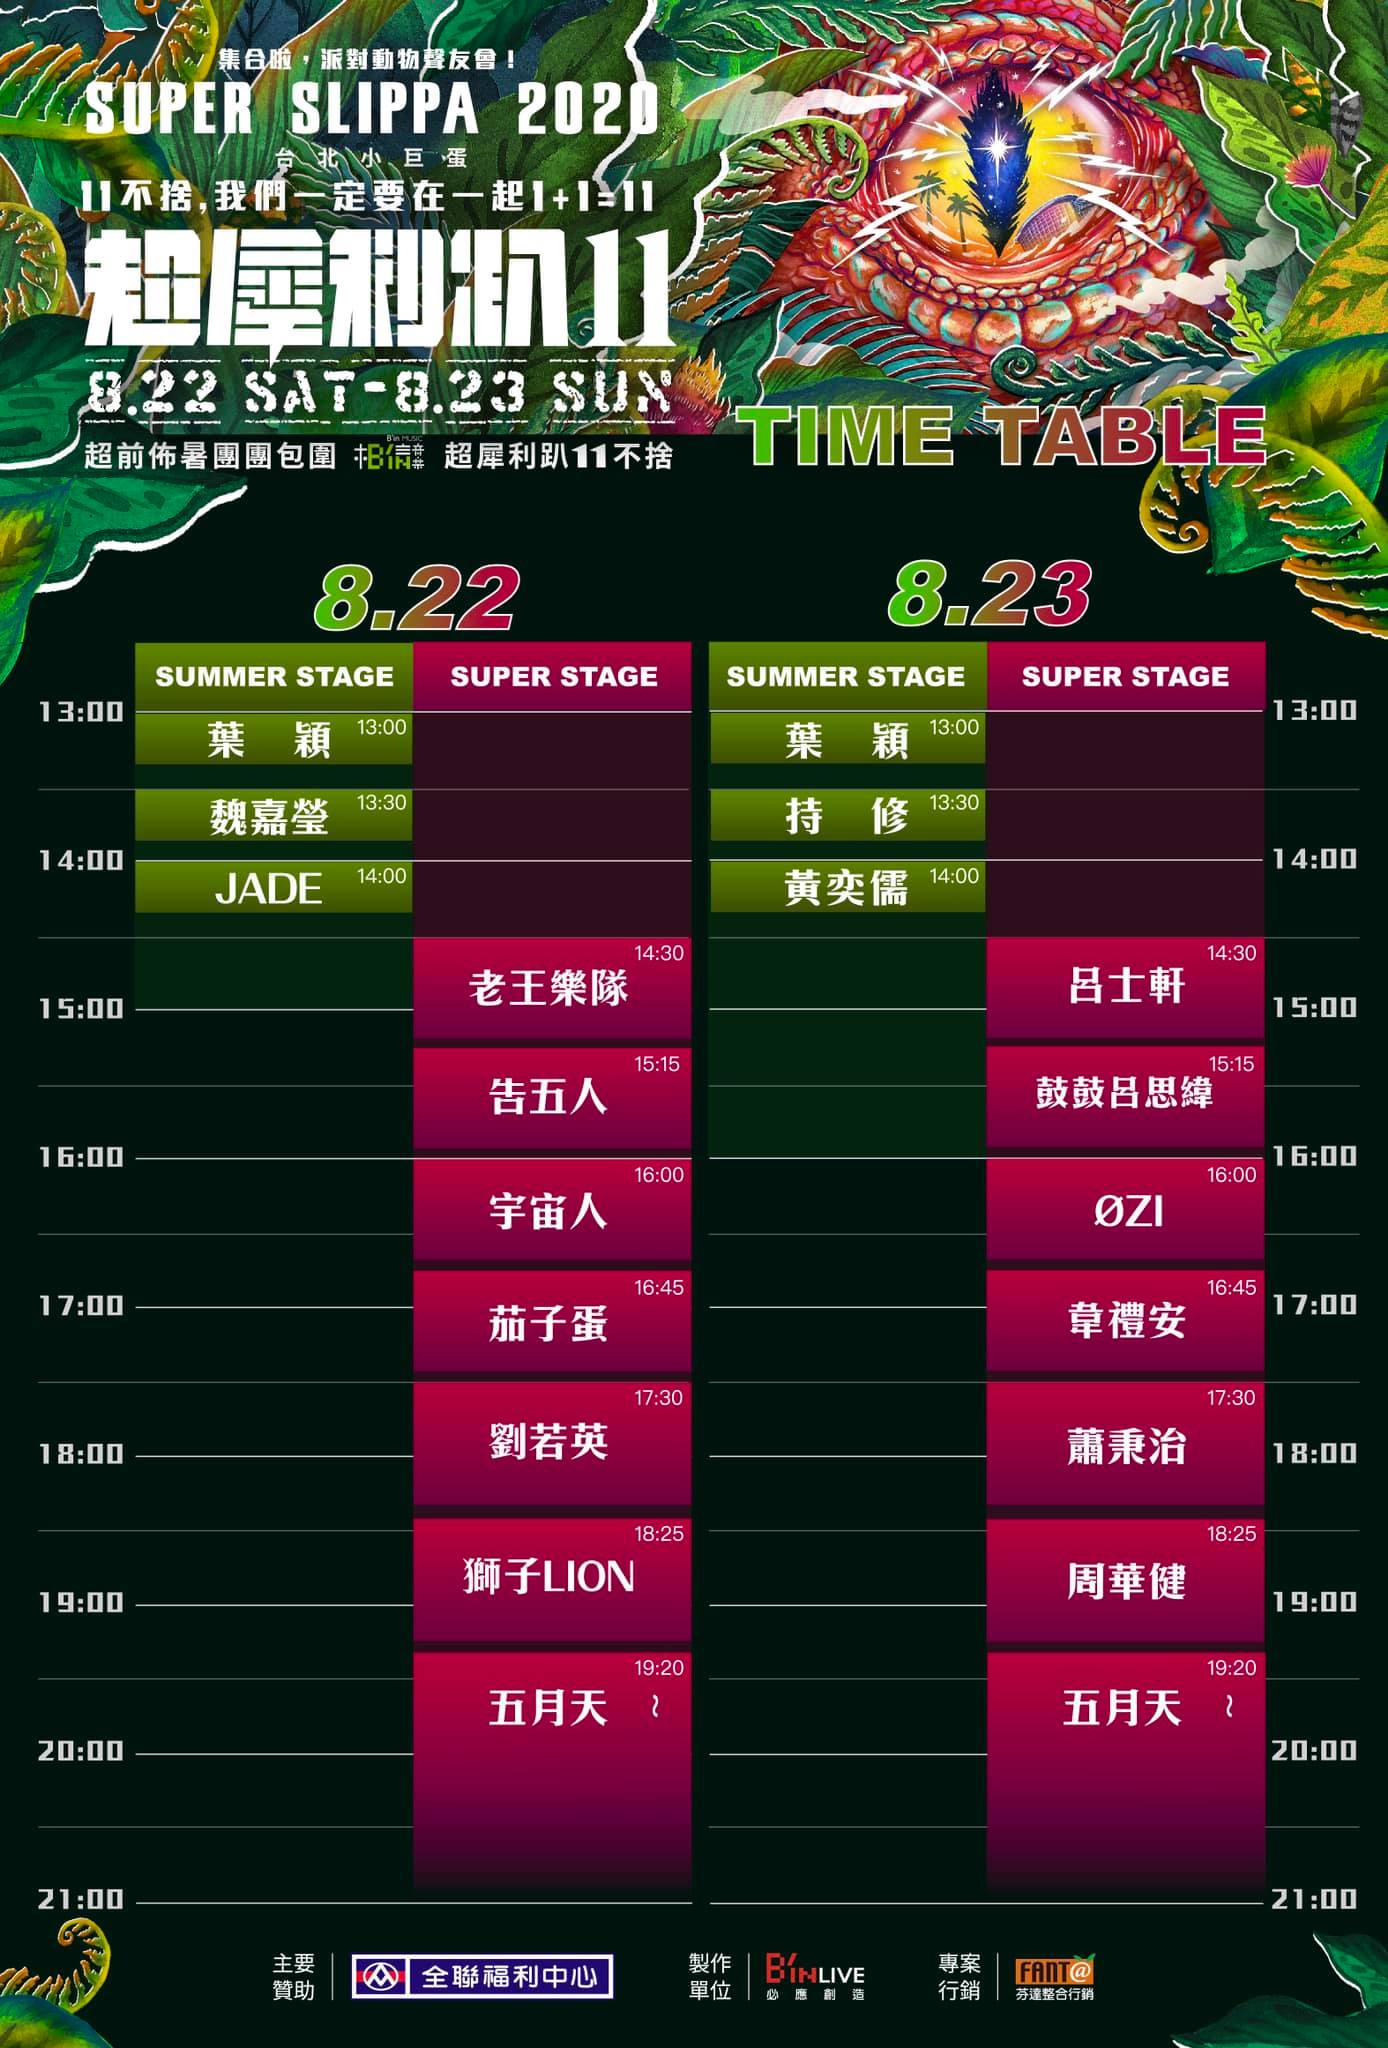 集合啦，派對動物聲友會！
SUPER SLIPPA 2020
台北小巨蛋
11不捨,我們一定要在一起1+1=11
超犀利趴11
8.22 SAT-8.23 SUN
超前佈暑團團包圍 B'in MUSIC 相B'IN音樂 超犀利趴11不捨
TIME TABLE
8.22
SUMMER STAGE SUPER STAGE
13:00
葉 穎 13:00
魏嘉瑩 13:30
14:00
JADE 14:00
老王樂隊 14:30
15:00
告五人 15:15
16:00
宇宙人 16:00
茄子蛋 16:45
17:00
劉若英 17:30
18:00
獅子LION 18:25
19:00
五月天 19:20 ~
20:00
21:00
8.23
SUMMER STAGE SUPER STAGE
13:00
葉 穎 13:00
持 修 13:30
14:00
黃奕儒 14:00
呂士軒 14:30
15:00
鼓鼓呂思緯 15:15
16:00
ØZI 16:00
韋禮安 16:45
17:00
蕭秉治 17:30
18:00
周華健 18:25
19:00
五月天 19:20 ~
20:00
21:00
主要贊助
全聯福利中心
製作單位
B'IN LIVE
必應創造
專案行銷
FANT@
芬達整合行銷